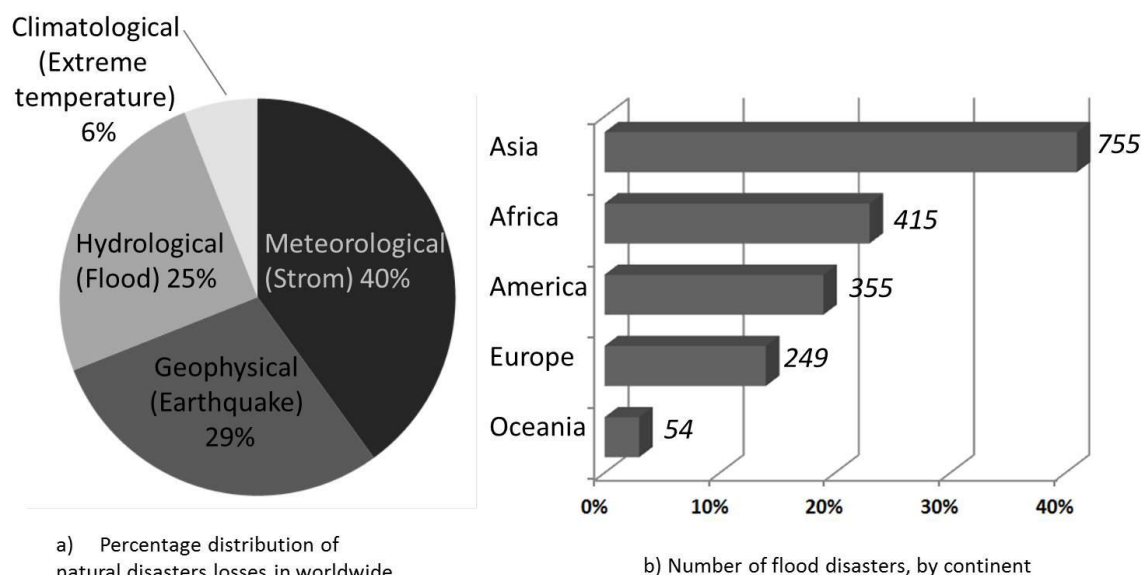 Climatological
(Extreme
temperature)
6%
Hydrological
(Flood) 25%
Meteorological
(Strom) 40%
Geophysical
(Earthquake)
29%
a) Percentage distribution of
natural disasters losses in worldwide
Asia
755
Africa
415
America
355
Europe
249
Oceania
54
0%
10%
20%
30%
40%
b) Number of flood disasters, by continent